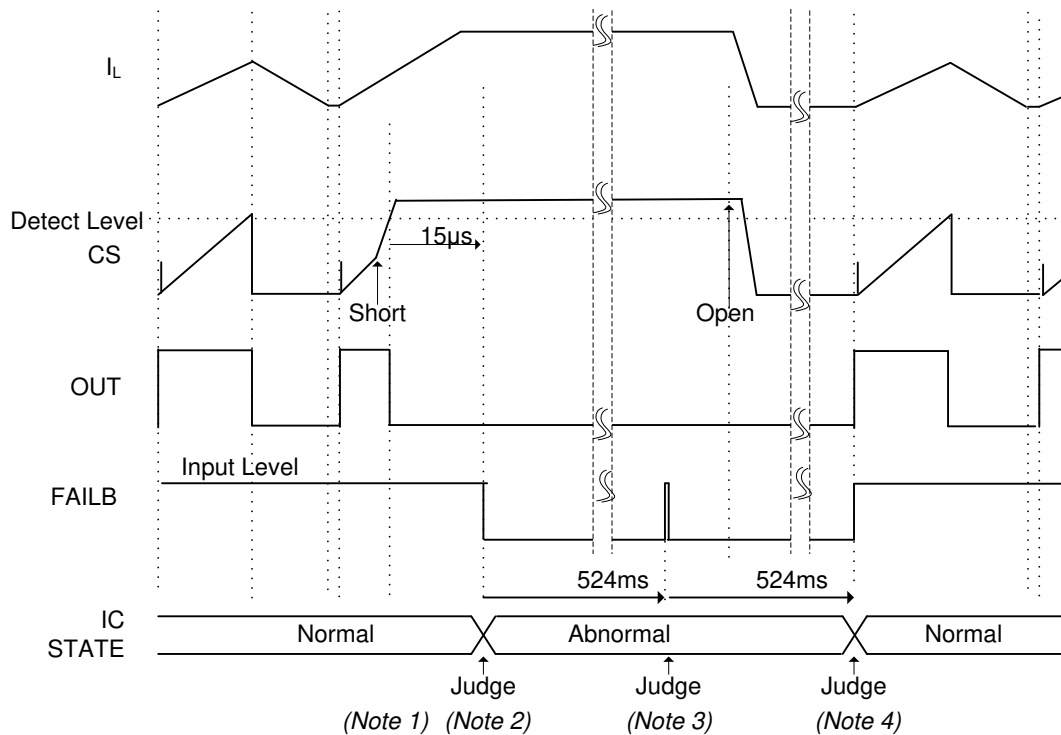 I_L
Detect Level
CS
15µs
Short
Open
OUT
Input Level
FAILB
524ms 524ms
IC
STATE
Normal Abnormal Normal
Judge Judge Judge
(Note 1) (Note 2) (Note 3) (Note 4)